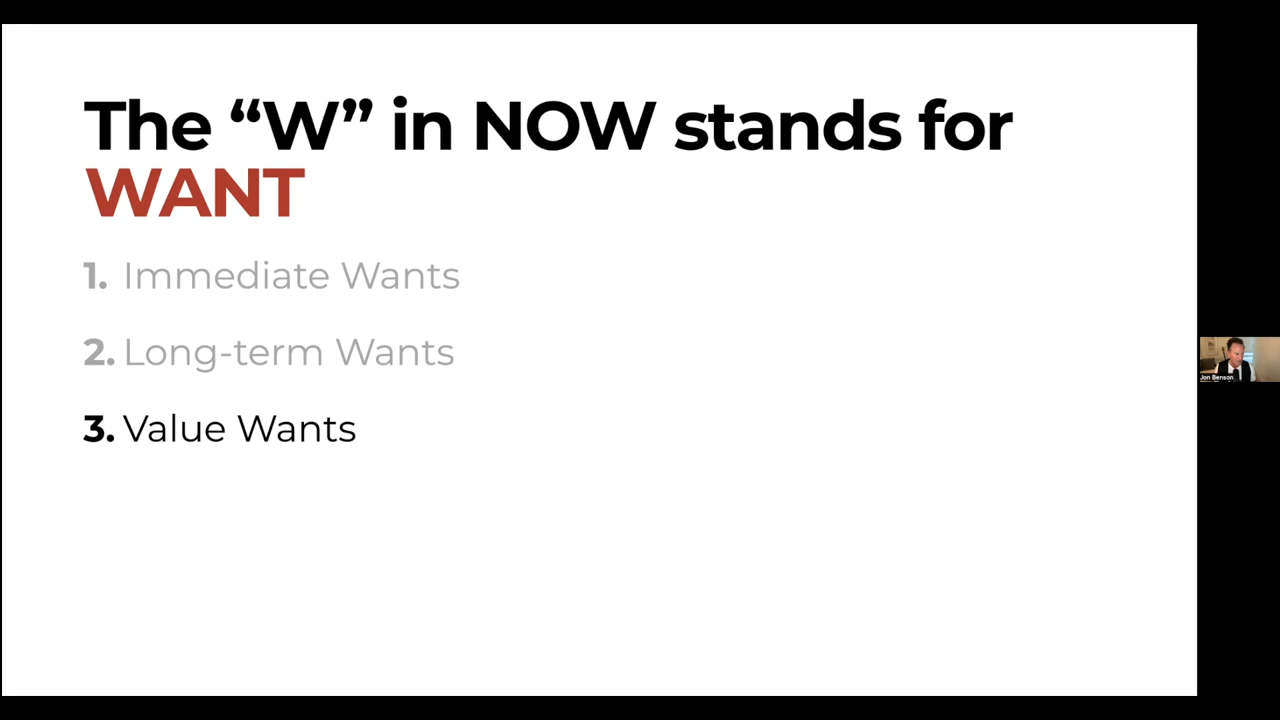 The “W” in NOW stands for
WANT
1. Immediate Wants
2. Long-term Wants
3. Value Wants
Jon Benson